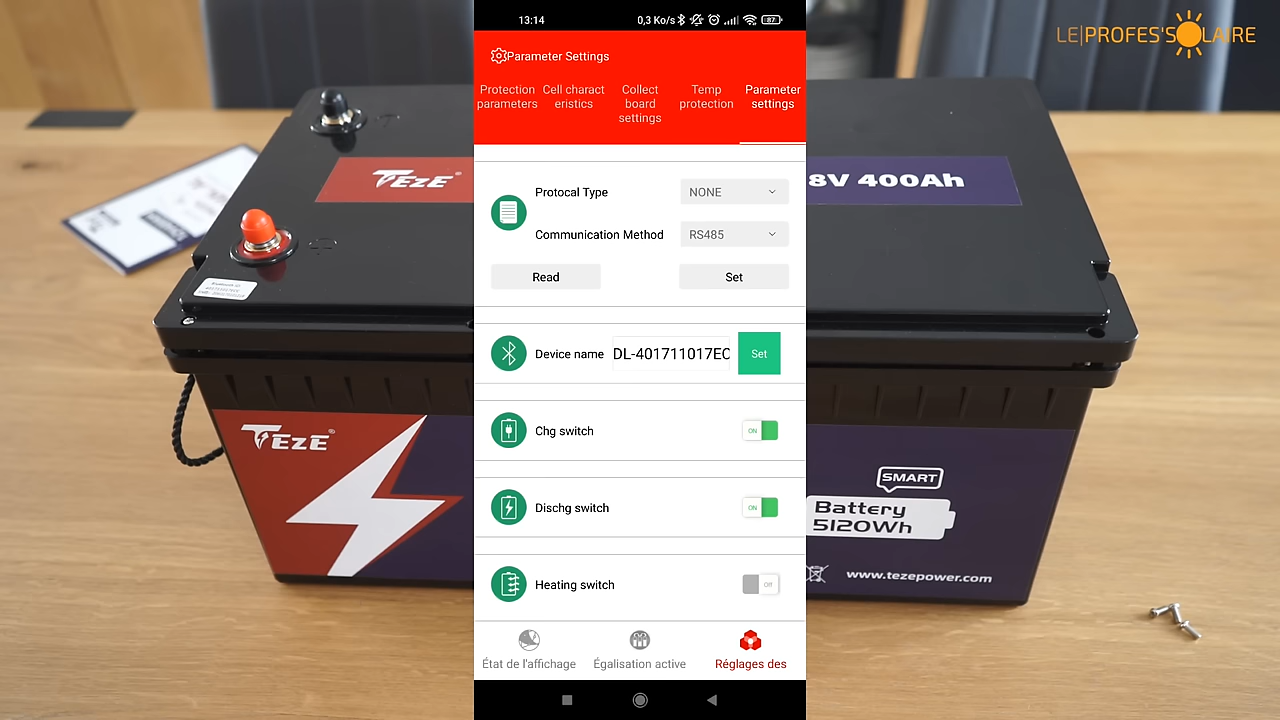 13:14
0,3 Ko/s
87
LE|PROFES'S LAIRE
Parameter Settings
Protection parameters
Cell charact eristics
Collect board settings
Temp protection
Parameter settings
TEZE®
8V 400Ah
Protocal Type
NONE
Communication Method
RS485
Read
Set
Device name
DL-401711017EC
Set
Chg switch
ON
Dischg switch
ON
Heating switch
Off
TEZE®
SMART
Battery
5120Wh
www.tezepower.com
État de l'affichage
Égalisation active
Réglages des